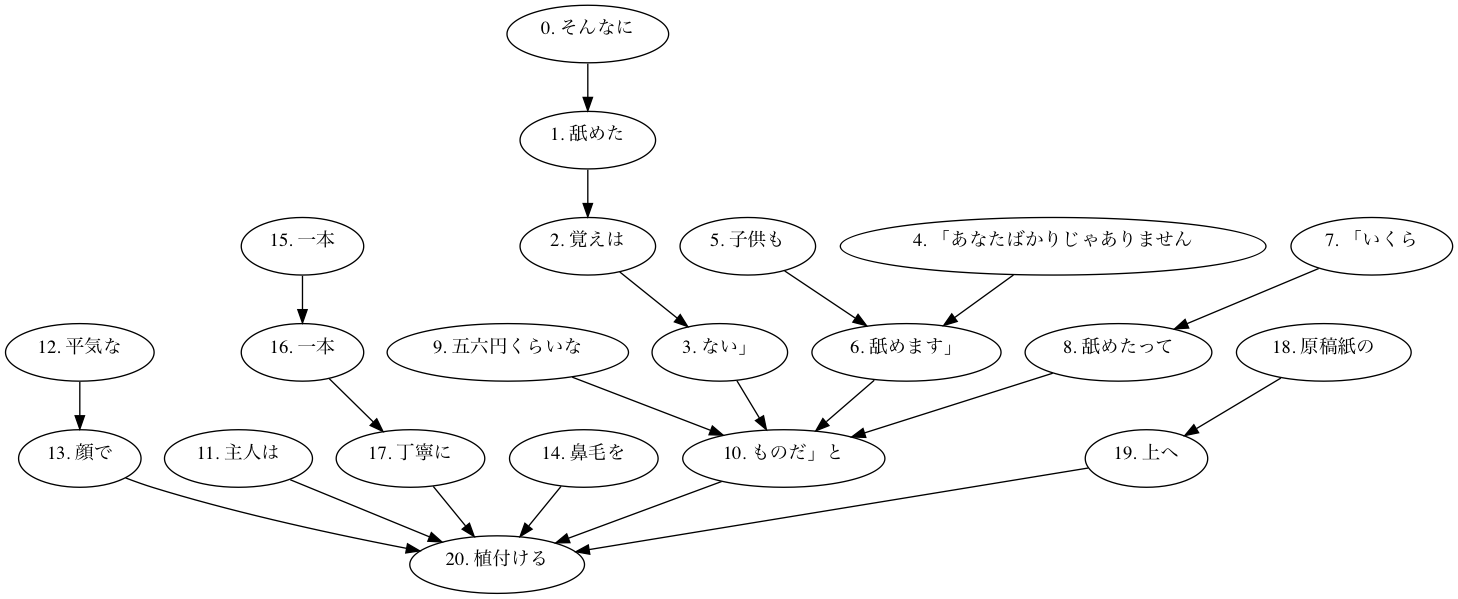 0. そんなに
1. 舐めた
15. 一本
2. 覚えは
5. 子供も
4. 「あなたばかりじゃありません
7. 「いくら
12. 平気な
16. 一本
9. 五六円くらいな
3. ない」
6. 舐めます」
8. 舐めたって
18. 原稿紙の
13. 顔で
11. 主人は
17. 丁寧に
14. 鼻毛を
10. ものだ」と
19. 上へ
20. 植付ける